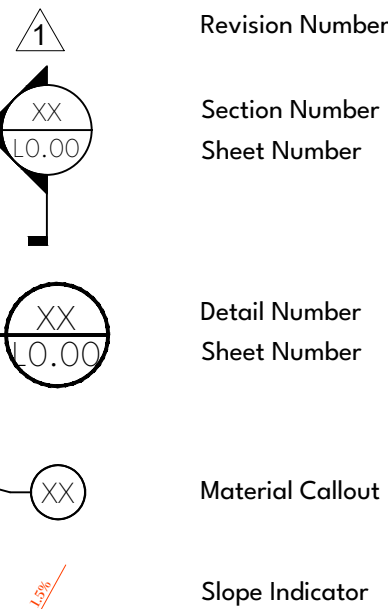 1 Revision Number
XX Section Number
L0.00 Sheet Number
XX Detail Number
L0.00 Sheet Number
XX Material Callout
1.5% Slope Indicator